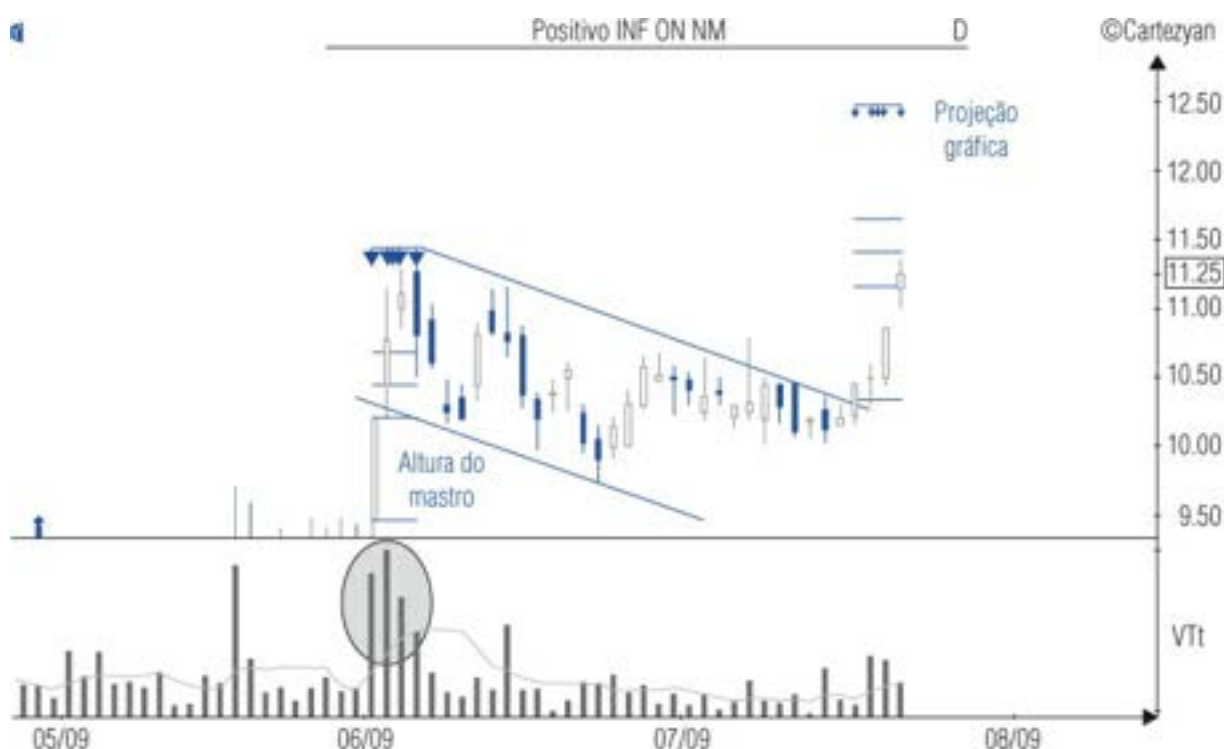 Positivo INF ON NM D ©Cartezyan
12.50
Projeção
gráfica
12.00
11.50
11.25
11.00
10.50
10.00
Altura do
mastro
9.50
VTt
05/09 06/09 07/09 08/09